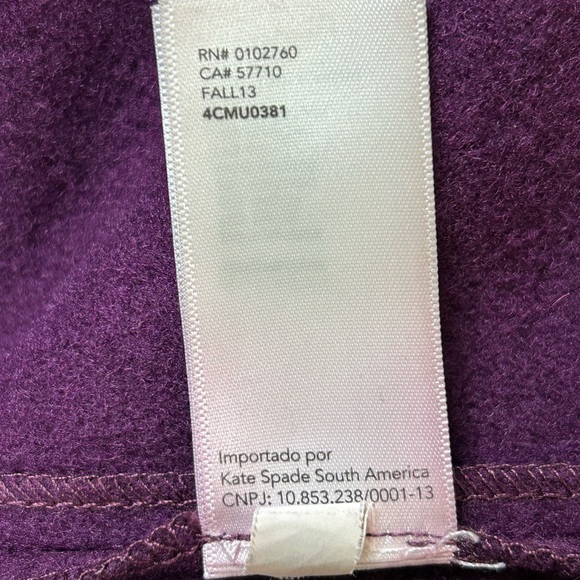 RN# 0102760
CA# 57710
FALL13
4CMU0381
Importado por
Kate Spade South America
CNPJ: 10.853.238/0001-13